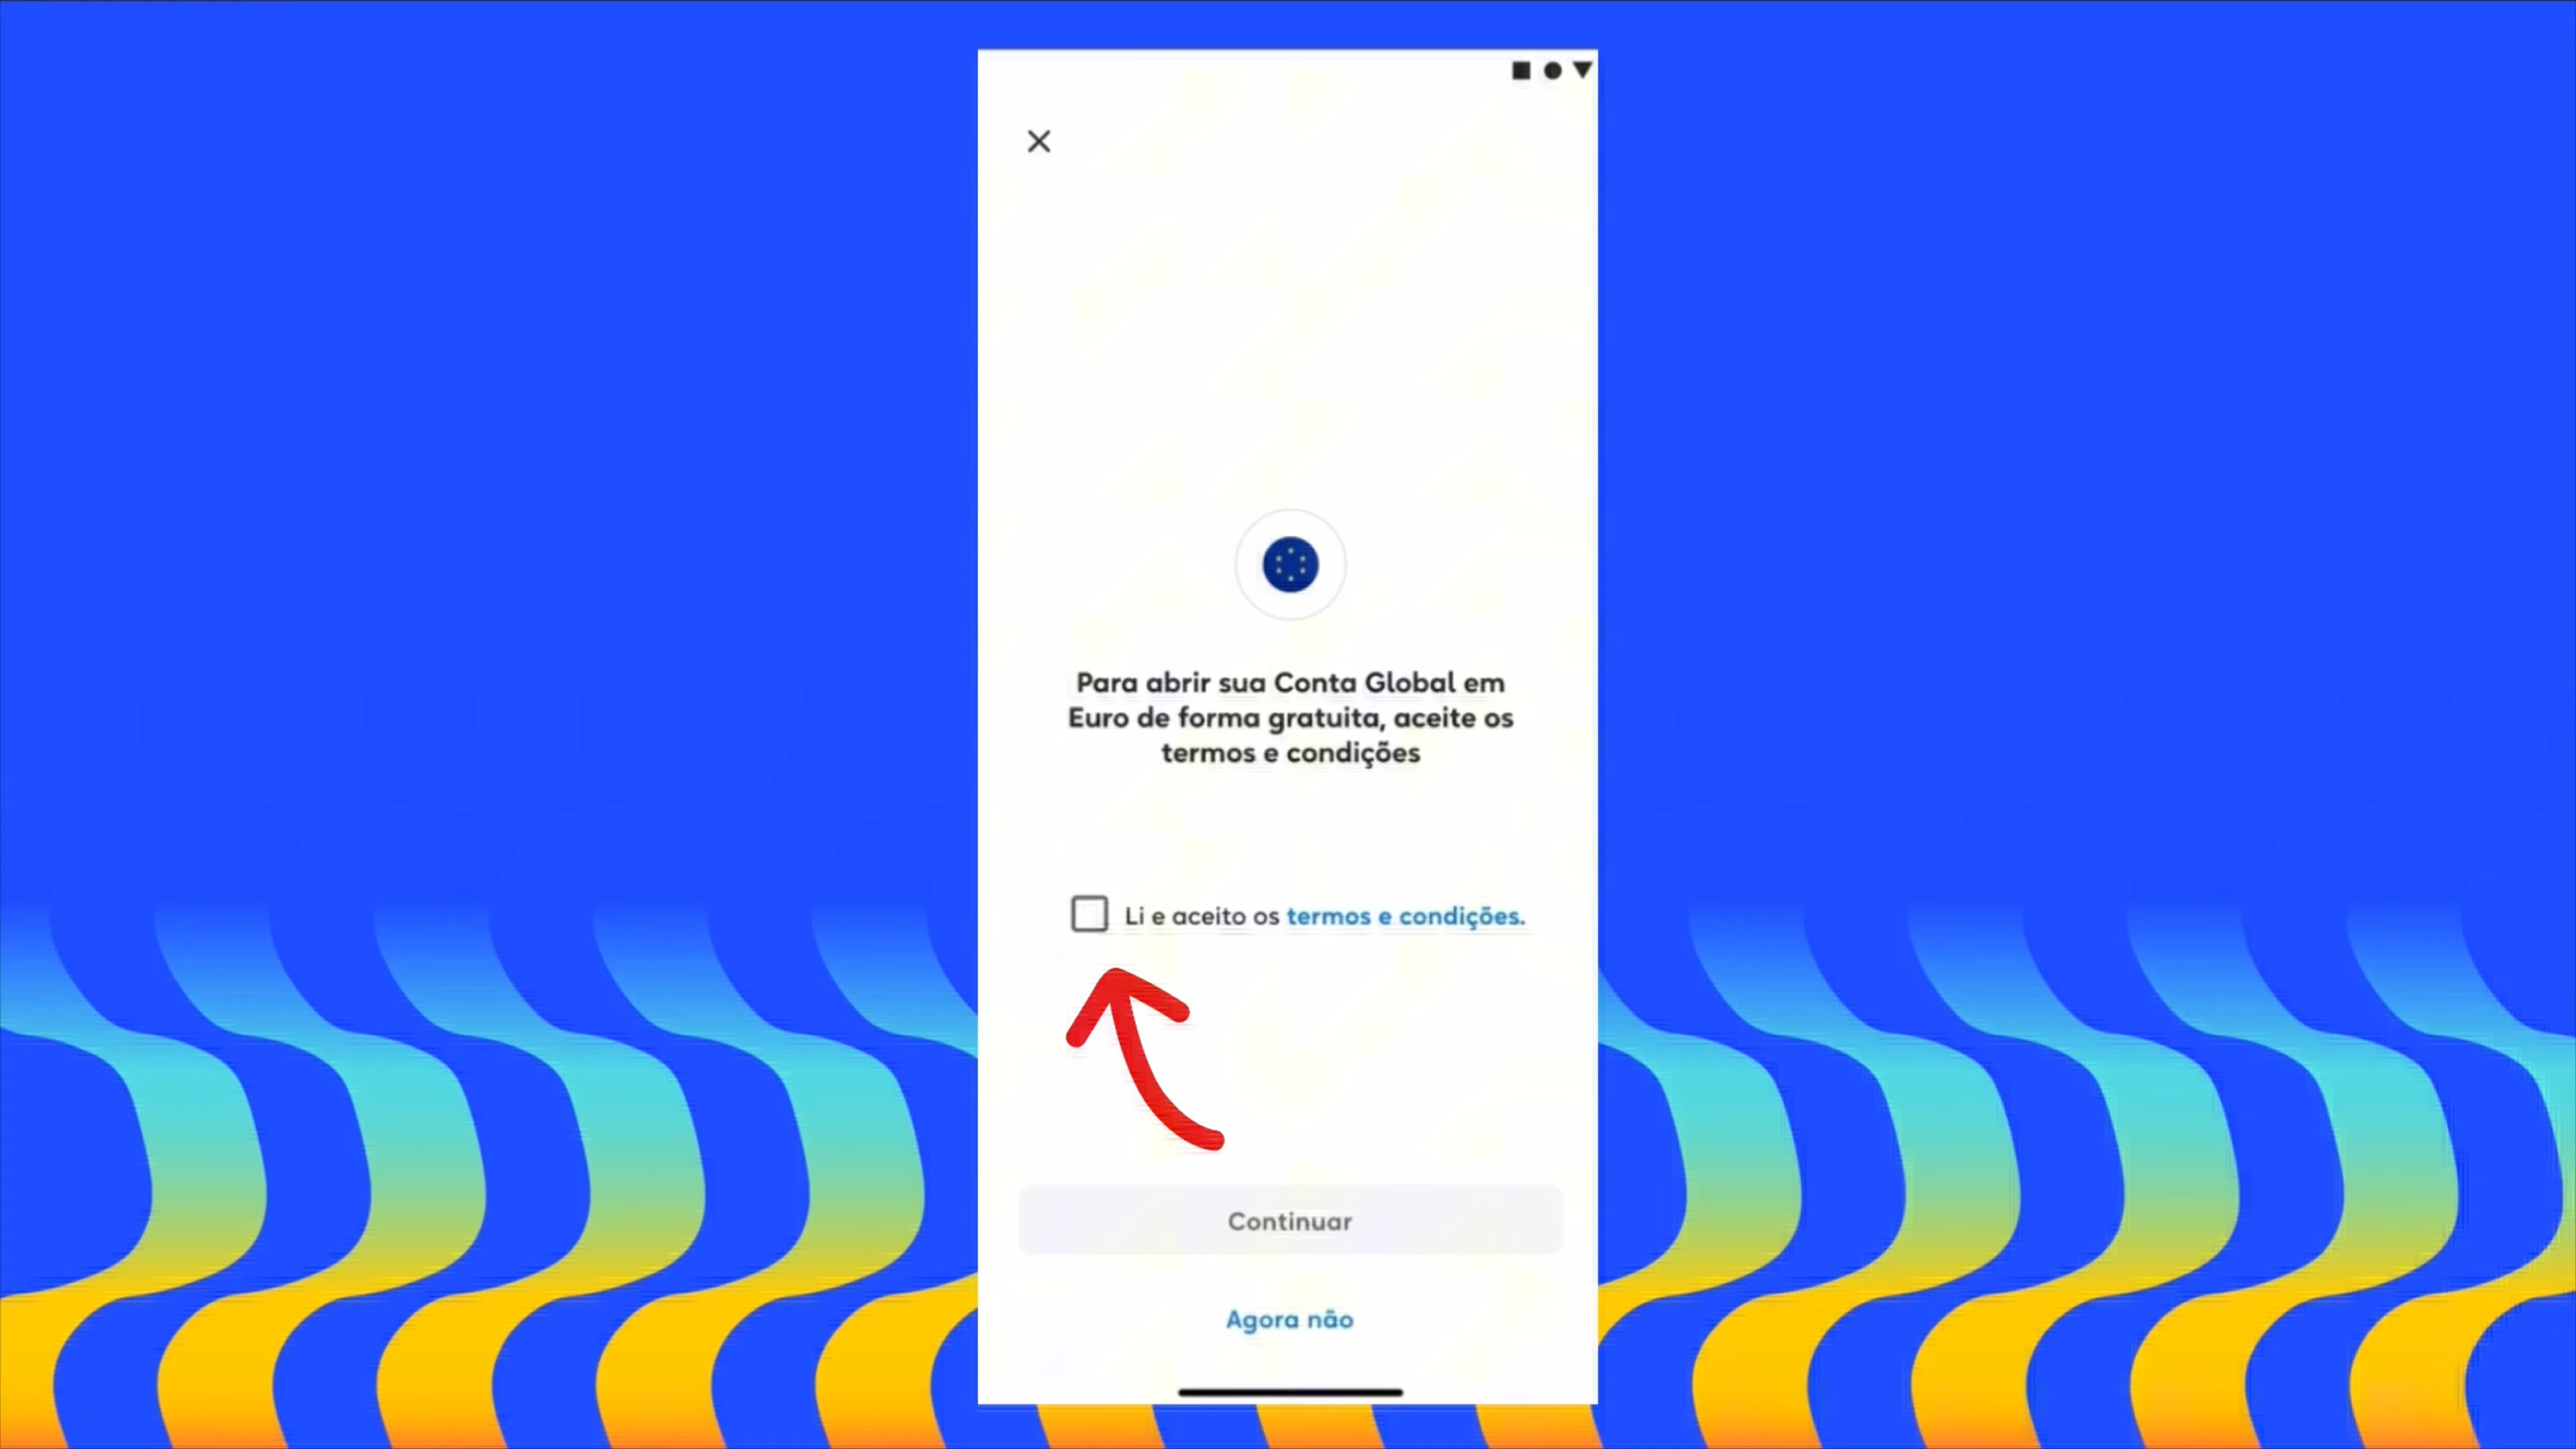 Para abrir sua Conta Global em
Euro de forma gratuita, aceite os
termos e condições
Li e aceito os termos e condições.
Continuar
Agora não